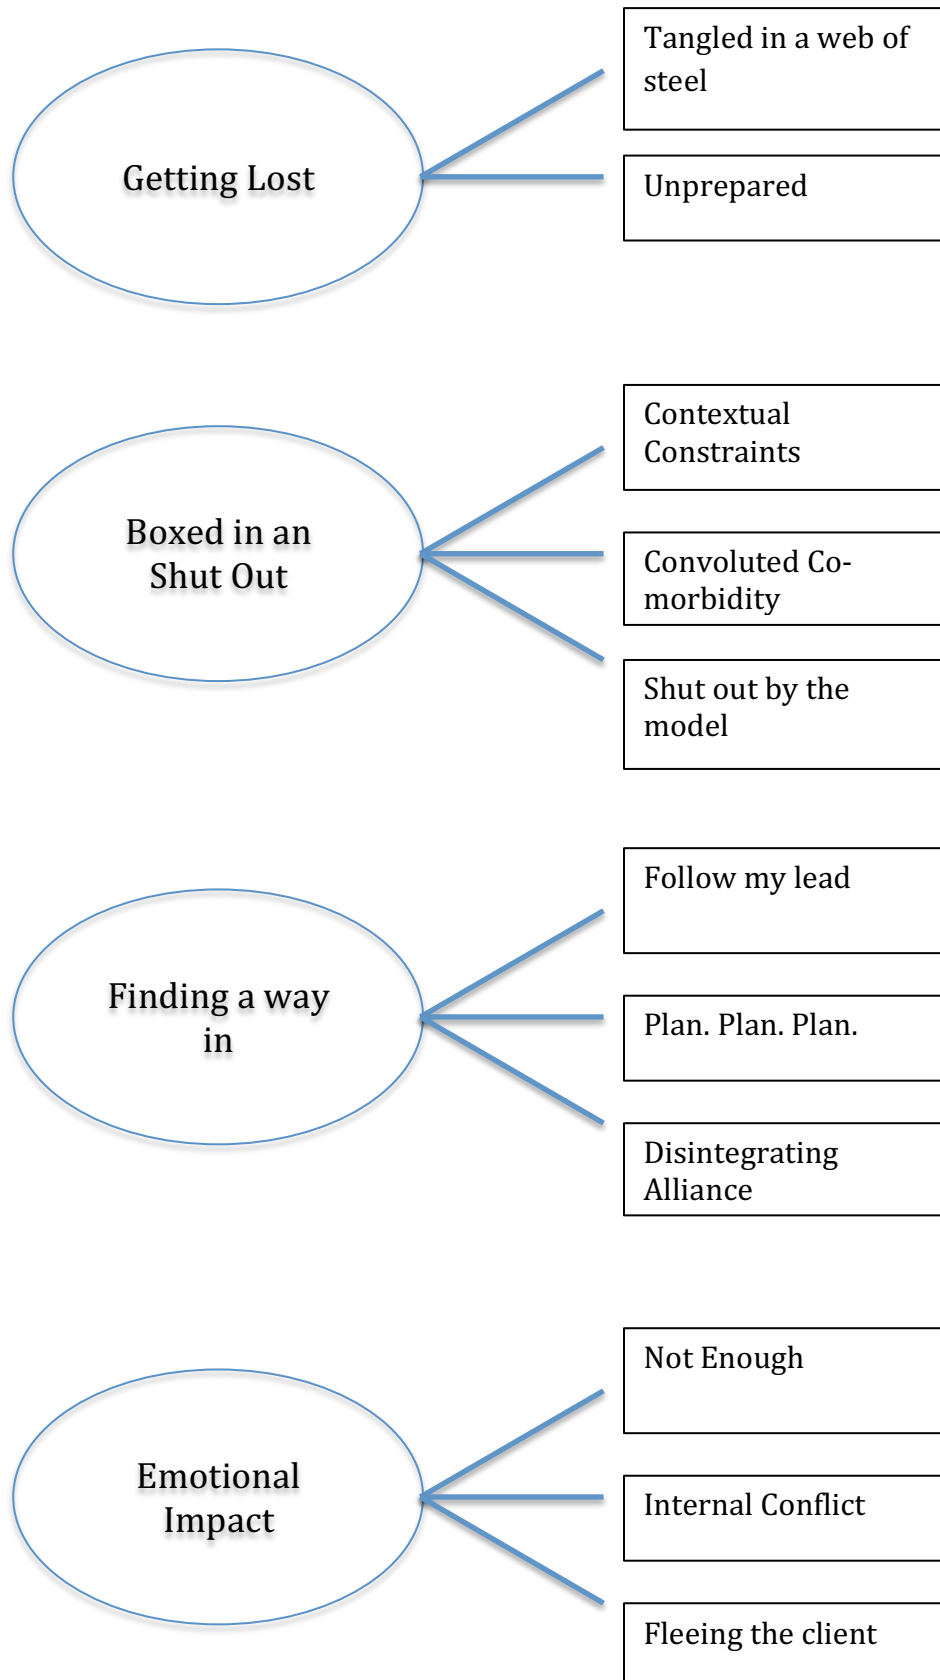 Getting Lost
Tangled in a web of
steel
Unprepared
Boxed in an
Shut Out
Contextual
Constraints
Convoluted Co-
morbidity
Shut out by the
model
Finding a way
in
Follow my lead
Plan. Plan. Plan.
Disintegrating
Alliance
Emotional
Impact
Not Enough
Internal Conflict
Fleeing the client